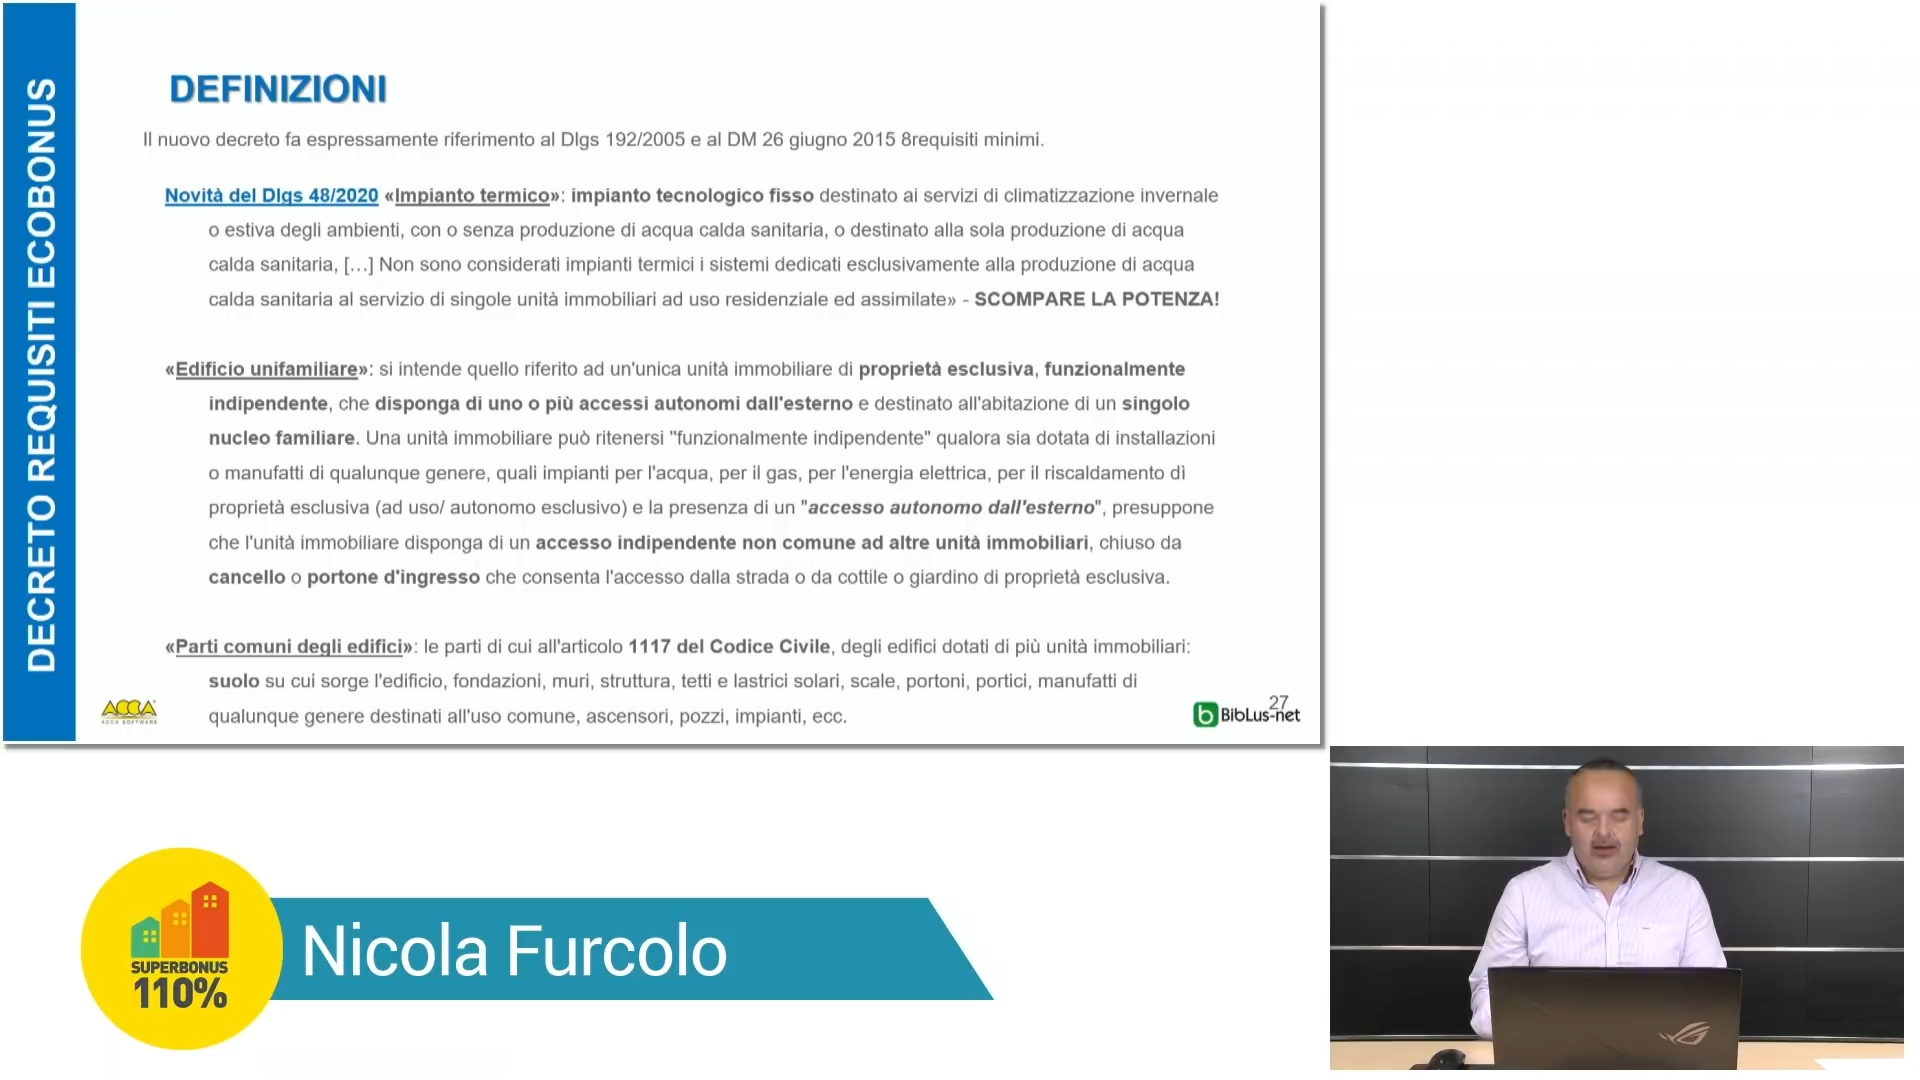 DECRETO REQUISITI ECOBONUS
DEFINIZIONI
Il nuovo decreto fa espressamente riferimento al Dlgs 192/2005 e al DM 26 giugno 2015 8requisiti minimi.
Novità del Dlgs 48/2020 «Impianto termico»: impianto tecnologico fisso destinato ai servizi di climatizzazione invernale
o estiva degli ambienti, con o senza produzione di acqua calda sanitaria, o destinato alla sola produzione di acqua
calda sanitaria, […] Non sono considerati impianti termici i sistemi dedicati esclusivamente alla produzione di acqua
calda sanitaria al servizio di singole unità immobiliari ad uso residenziale ed assimilate» - SCOMPARE LA POTENZA!
«Edificio unifamiliare»: si intende quello riferito ad un'unica unità immobiliare di proprietà esclusiva, funzionalmente
indipendente, che disponga di uno o più accessi autonomi dall'esterno e destinato all'abitazione di un singolo
nucleo familiare. Una unità immobiliare può ritenersi "funzionalmente indipendente" qualora sia dotata di installazioni
o manufatti di qualunque genere, quali impianti per l'acqua, per il gas, per l'energia elettrica, per il riscaldamento dì
proprietà esclusiva (ad uso/ autonomo esclusivo) e la presenza di un "accesso autonomo dall'esterno", presuppone
che l'unità immobiliare disponga di un accesso indipendente non comune ad altre unità immobiliari, chiuso da
cancello o portone d'ingresso che consenta l'accesso dalla strada o da cottile o giardino di proprietà esclusiva.
«Parti comuni degli edifici»: le parti di cui all'articolo 1117 del Codice Civile, degli edifici dotati di più unità immobiliari:
suolo su cui sorge l'edificio, fondazioni, muri, struttura, tetti e lastrici solari, scale, portoni, portici, manufatti di
qualunque genere destinati all'uso comune, ascensori, pozzi, impianti, ecc.
ACCA
ACCA SOFTWARE
27
BibLus-net
SUPERBONUS
110%
Nicola Furcolo